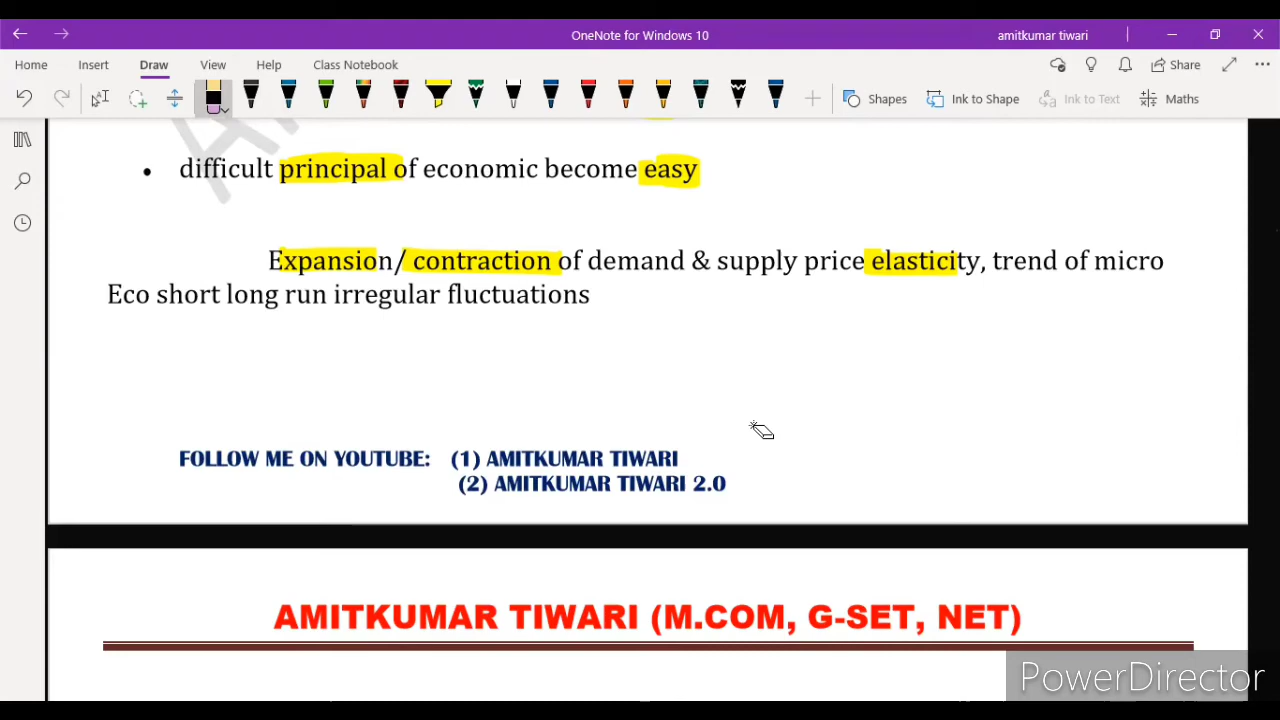 OneNote for Windows 10
amitkumar tiwari
Home Insert Draw View Help Class Notebook
Share
Shapes Ink to Shape Ink to Text Maths
• difficult principal of economic become easy
Expansion/ contraction of demand & supply price elasticity, trend of micro
Eco short long run irregular fluctuations
FOLLOW ME ON YOUTUBE: (1) AMITKUMAR TIWARI
(2) AMITKUMAR TIWARI 2.0
AMITKUMAR TIWARI (M.COM, G-SET, NET)
PowerDirector